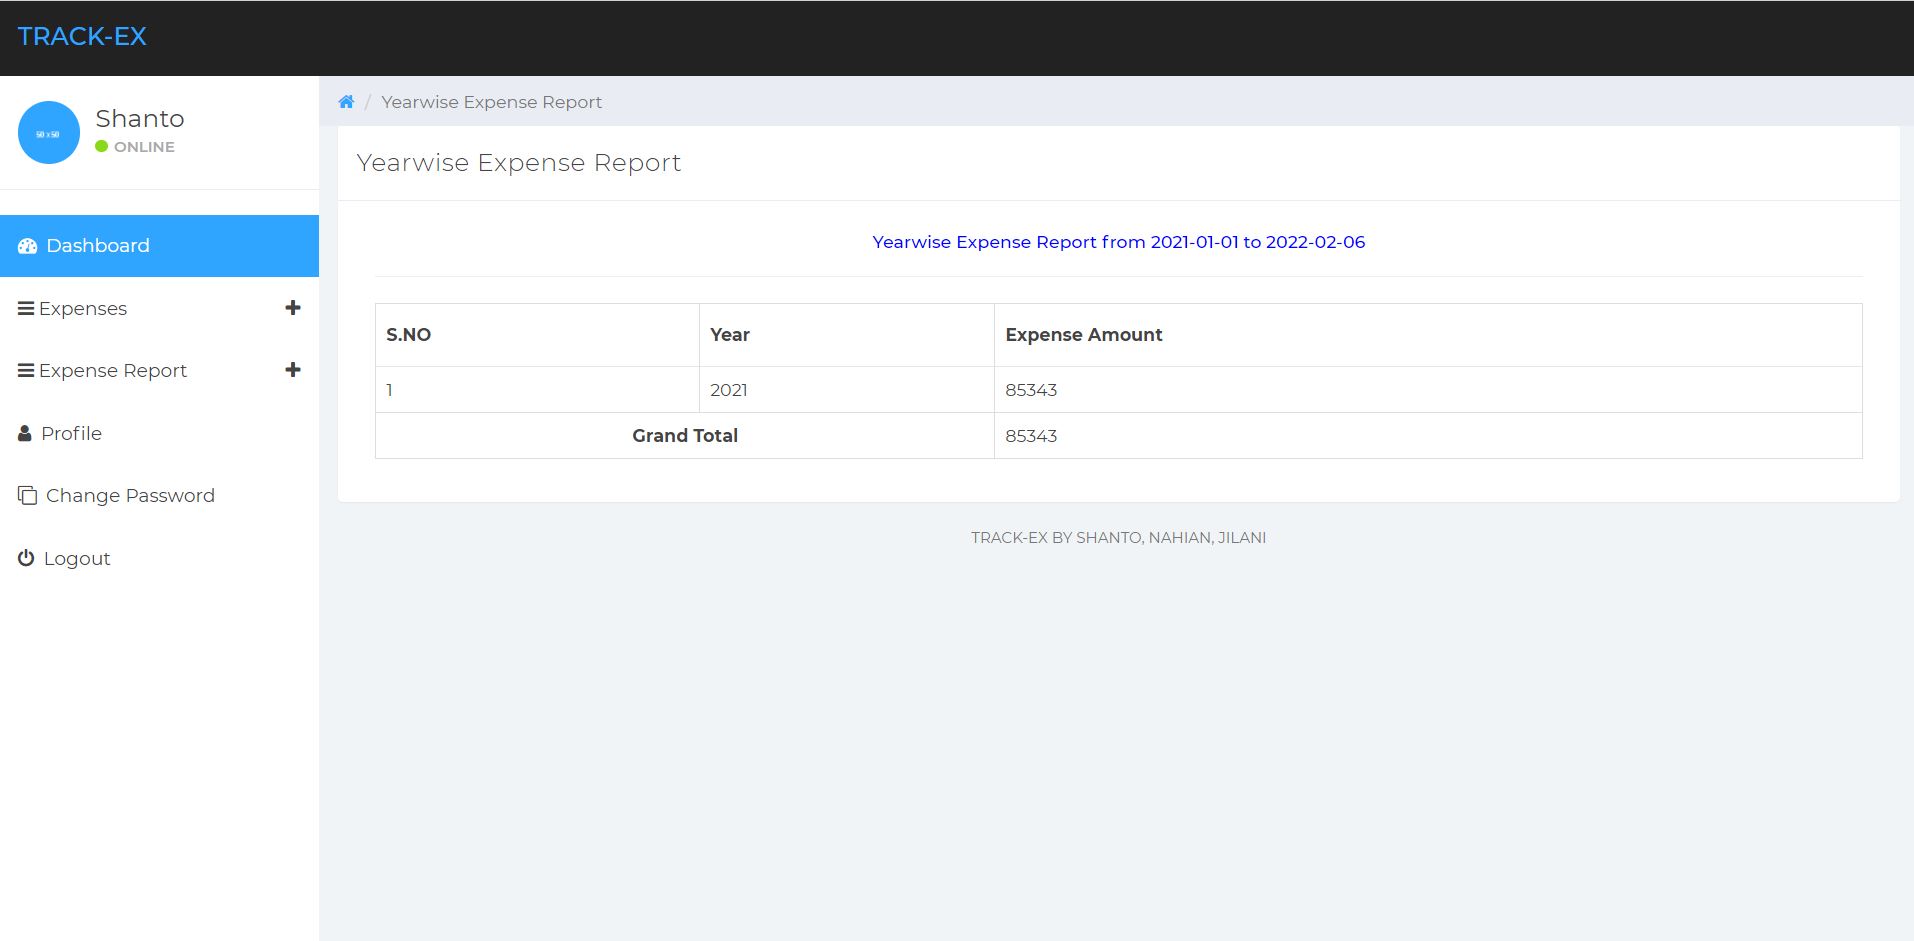 TRACK-EX
50 x 50
Shanto
ONLINE
Dashboard
Expenses
Expense Report
Profile
Change Password
Logout
/ Yearwise Expense Report
Yearwise Expense Report
Yearwise Expense Report from 2021-01-01 to 2022-02-06
S.NO Year Expense Amount
1 2021 85343
Grand Total 85343
TRACK-EX BY SHANTO, NAHIAN, JILANI